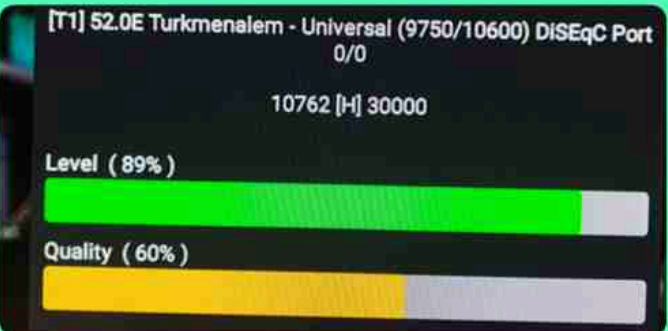 [T1] 52.0E Turkmenalem - Universal (9750/10600) DiSEqC Port
0/0
10762 [H] 30000
Level ( 89% )
Quality ( 60% )